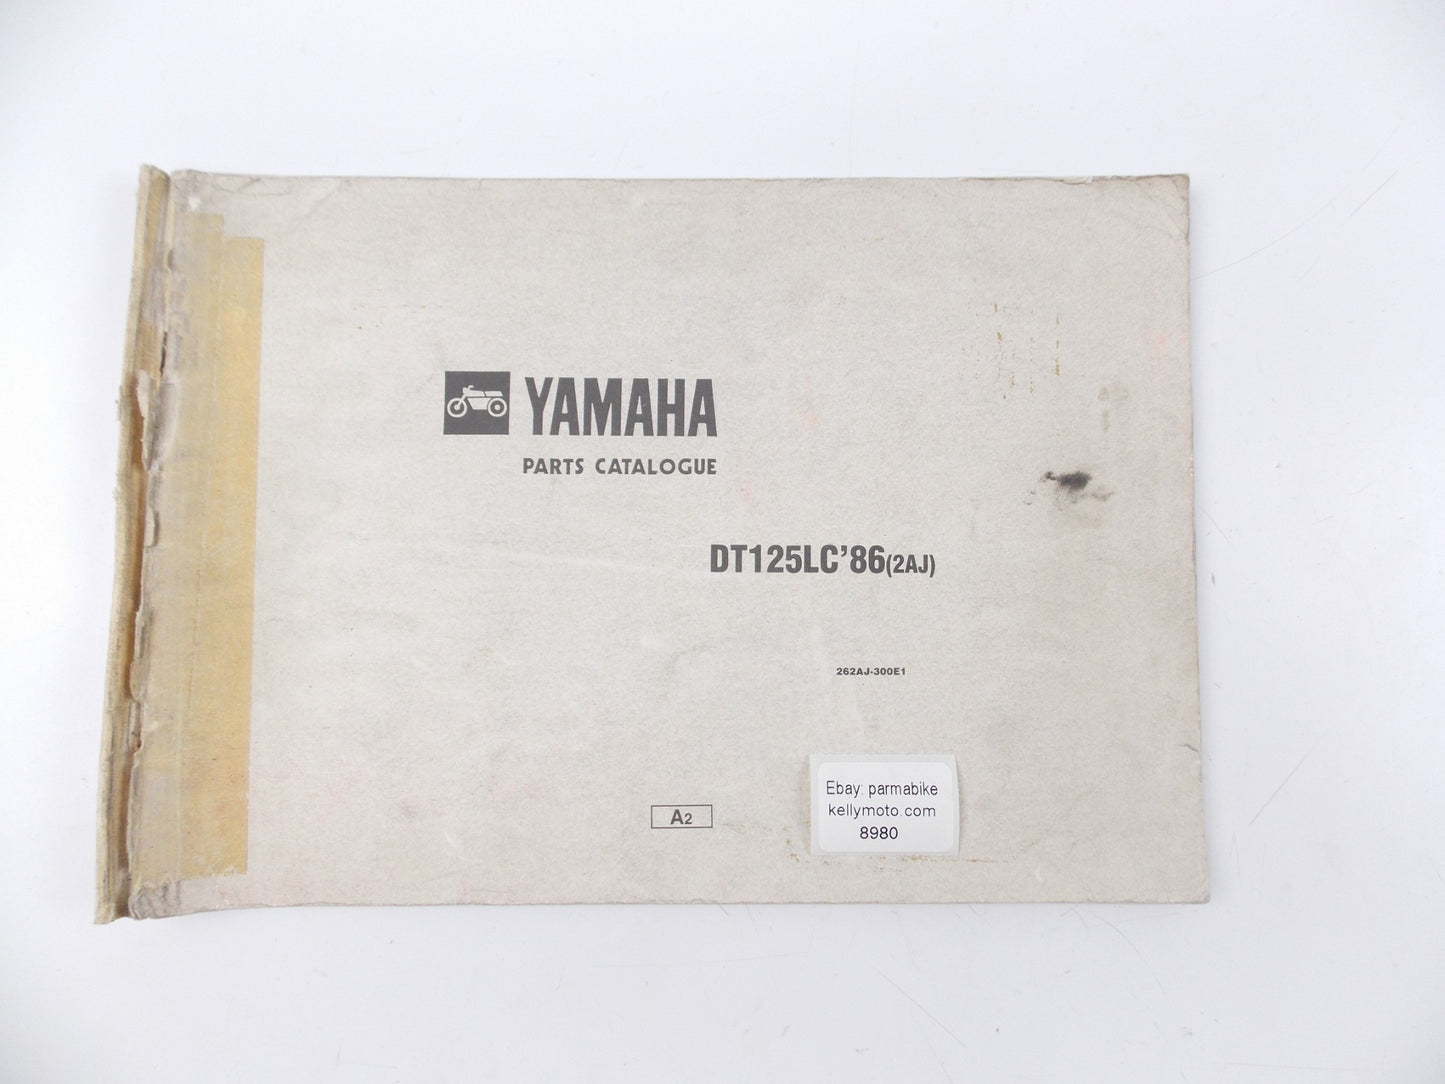 YAMAHA
PARTS CATALOGUE
DT125LC'86(2AJ)
262AJ-300E1
A2
Ebay: parmabike
kellymoto.com
8980